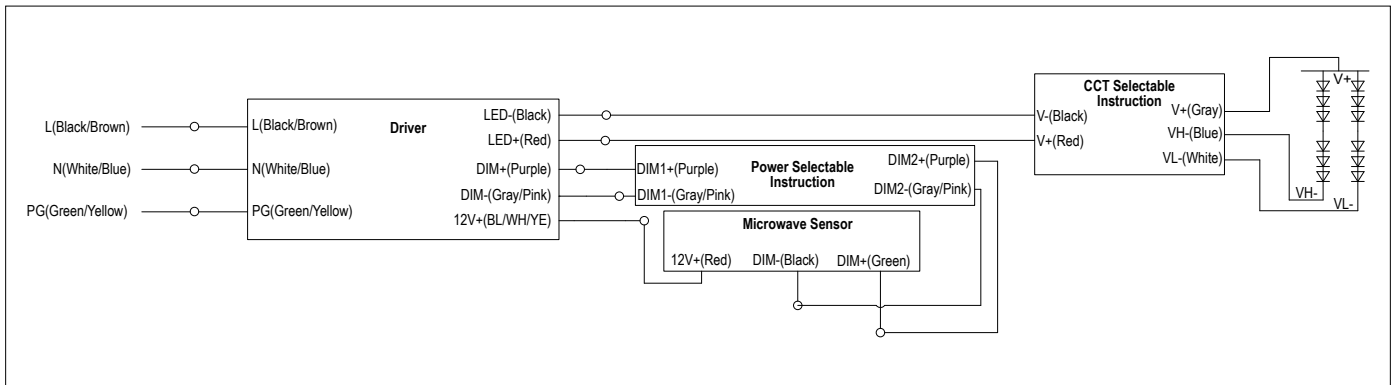 L(Black/Brown)
N(White/Blue)
PG(Green/Yellow)
Driver
L(Black/Brown)
N(White/Blue)
PG(Green/Yellow)
LED-(Black)
LED+(Red)
DIM+(Purple)
DIM-(Gray/Pink)
12V+(BL/WH/YE)
Power Selectable
Instruction
DIM1+(Purple)
DIM1-(Gray/Pink)
DIM2+(Purple)
DIM2-(Gray/Pink)
Microwave Sensor
12V+(Red)
DIM-(Black)
DIM+(Green)
CCT Selectable
Instruction
V-(Black)
V+(Red)
V+(Gray)
VH-(Blue)
VL-(White)
V+
VH-
VL-